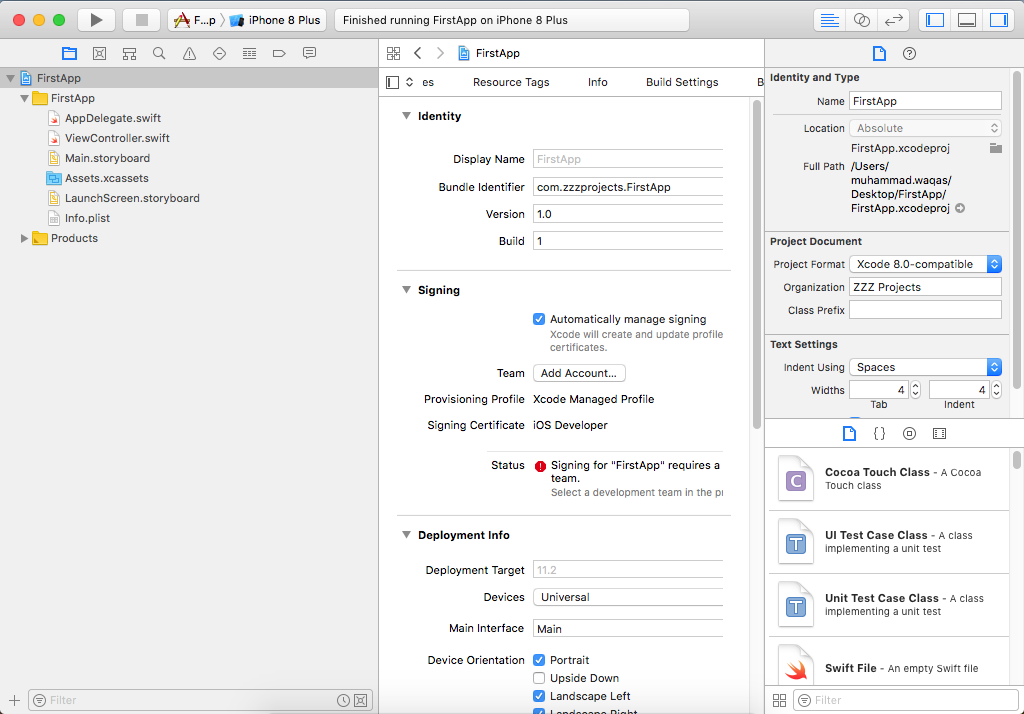 F...p
iPhone 8 Plus
Finished running FirstApp on iPhone 8 Plus
FirstApp
FirstApp
AppDelegate.swift
ViewController.swift
Main.storyboard
Assets.xcassets
LaunchScreen.storyboard
Info.plist
Products
Filter
FirstApp
es Resource Tags Info Build Settings B
Identity
Display Name FirstApp
Bundle Identifier com.zzzprojects.FirstApp
Version 1.0
Build 1
Signing
Automatically manage signing
Xcode will create and update profile
certificates.
Team Add Account...
Provisioning Profile Xcode Managed Profile
Signing Certificate iOS Developer
Status Signing for "FirstApp" requires a
team.
Select a development team in the pr
Deployment Info
Deployment Target 11.2
Devices Universal
Main Interface Main
Device Orientation Portrait
Upside Down
Landscape Left
Landscape Right
Identity and Type
Name FirstApp
Location Absolute
FirstApp.xcodeproj
Full Path /Users/
muhammad.waqas/
Desktop/FirstApp/
FirstApp.xcodeproj
Project Document
Project Format Xcode 8.0-compatible
Organization ZZZ Projects
Class Prefix
Text Settings
Indent Using Spaces
Widths 4 4
Tab Indent
{}
C
Cocoa Touch Class - A Cocoa
Touch class
T
UI Test Case Class - A class
implementing a unit test
T
Unit Test Case Class - A class
implementing a unit test
Swift File - An empty Swift file
Filter